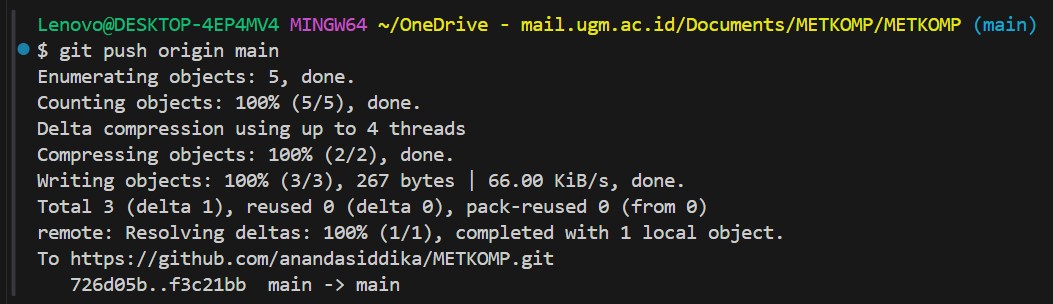 Lenovo@DESKTOP-4EP4MV4 MINGW64 ~/OneDrive - mail.ugm.ac.id/Documents/METKOMP/METKOMP (main)
$ git push origin main
Enumerating objects: 5, done.
Counting objects: 100% (5/5), done.
Delta compression using up to 4 threads
Compressing objects: 100% (2/2), done.
Writing objects: 100% (3/3), 267 bytes | 66.00 KiB/s, done.
Total 3 (delta 1), reused 0 (delta 0), pack-reused 0 (from 0)
remote: Resolving deltas: 100% (1/1), completed with 1 local object.
To https://github.com/anandasiddika/METKOMP.git
   726d05b..f3c21bb  main -> main